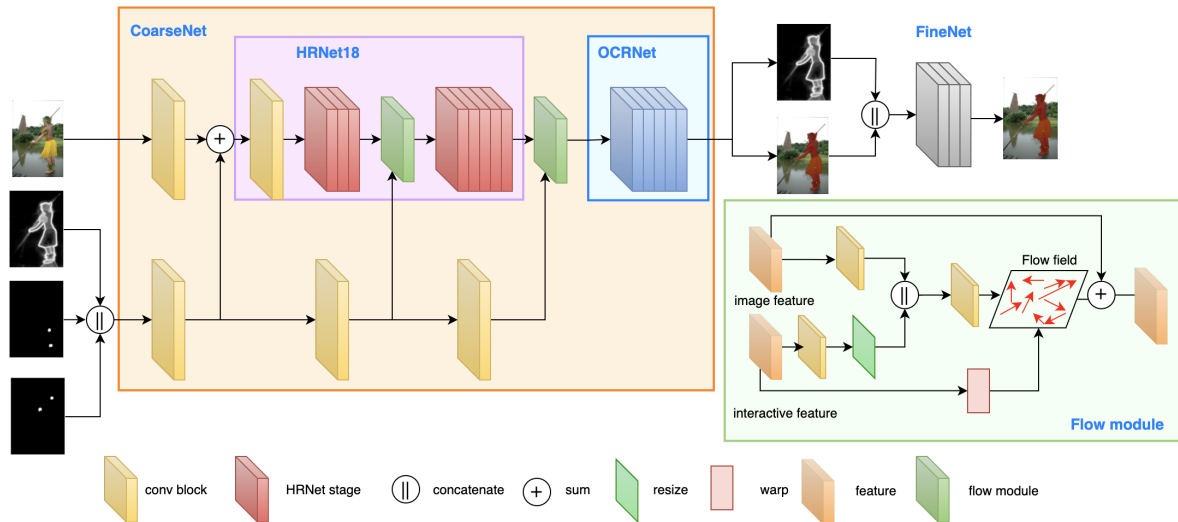 CoarseNet
HRNet18
OCRNet
FineNet
+
||
||
Flow field
image feature
||
+
interactive feature
Flow module
conv block
HRNet stage
|| concatenate
+ sum
resize
warp
feature
flow module